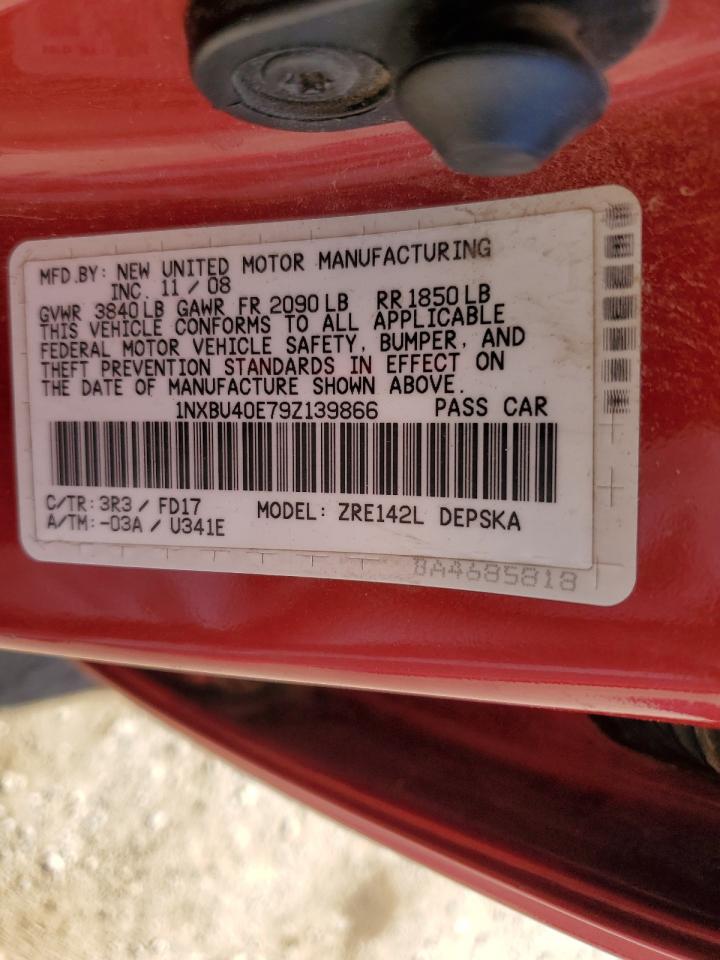 MFD.BY: NEW UNITED MOTOR MANUFACTURING
INC. 11 / 08
GVWR 3840 LB GAWR FR 2090 LB RR 1850 LB
THIS VEHICLE CONFORMS TO ALL APPLICABLE
FEDERAL MOTOR VEHICLE SAFETY, BUMPER, AND
THEFT PREVENTION STANDARDS IN EFFECT ON
THE DATE OF MANUFACTURE SHOWN ABOVE.
1NXBU40E79Z139866 PASS CAR
C/TR: 3R3 / FD17 MODEL: ZRE142L DEPSKA
A/TM: -03A / U341E
8A4685818